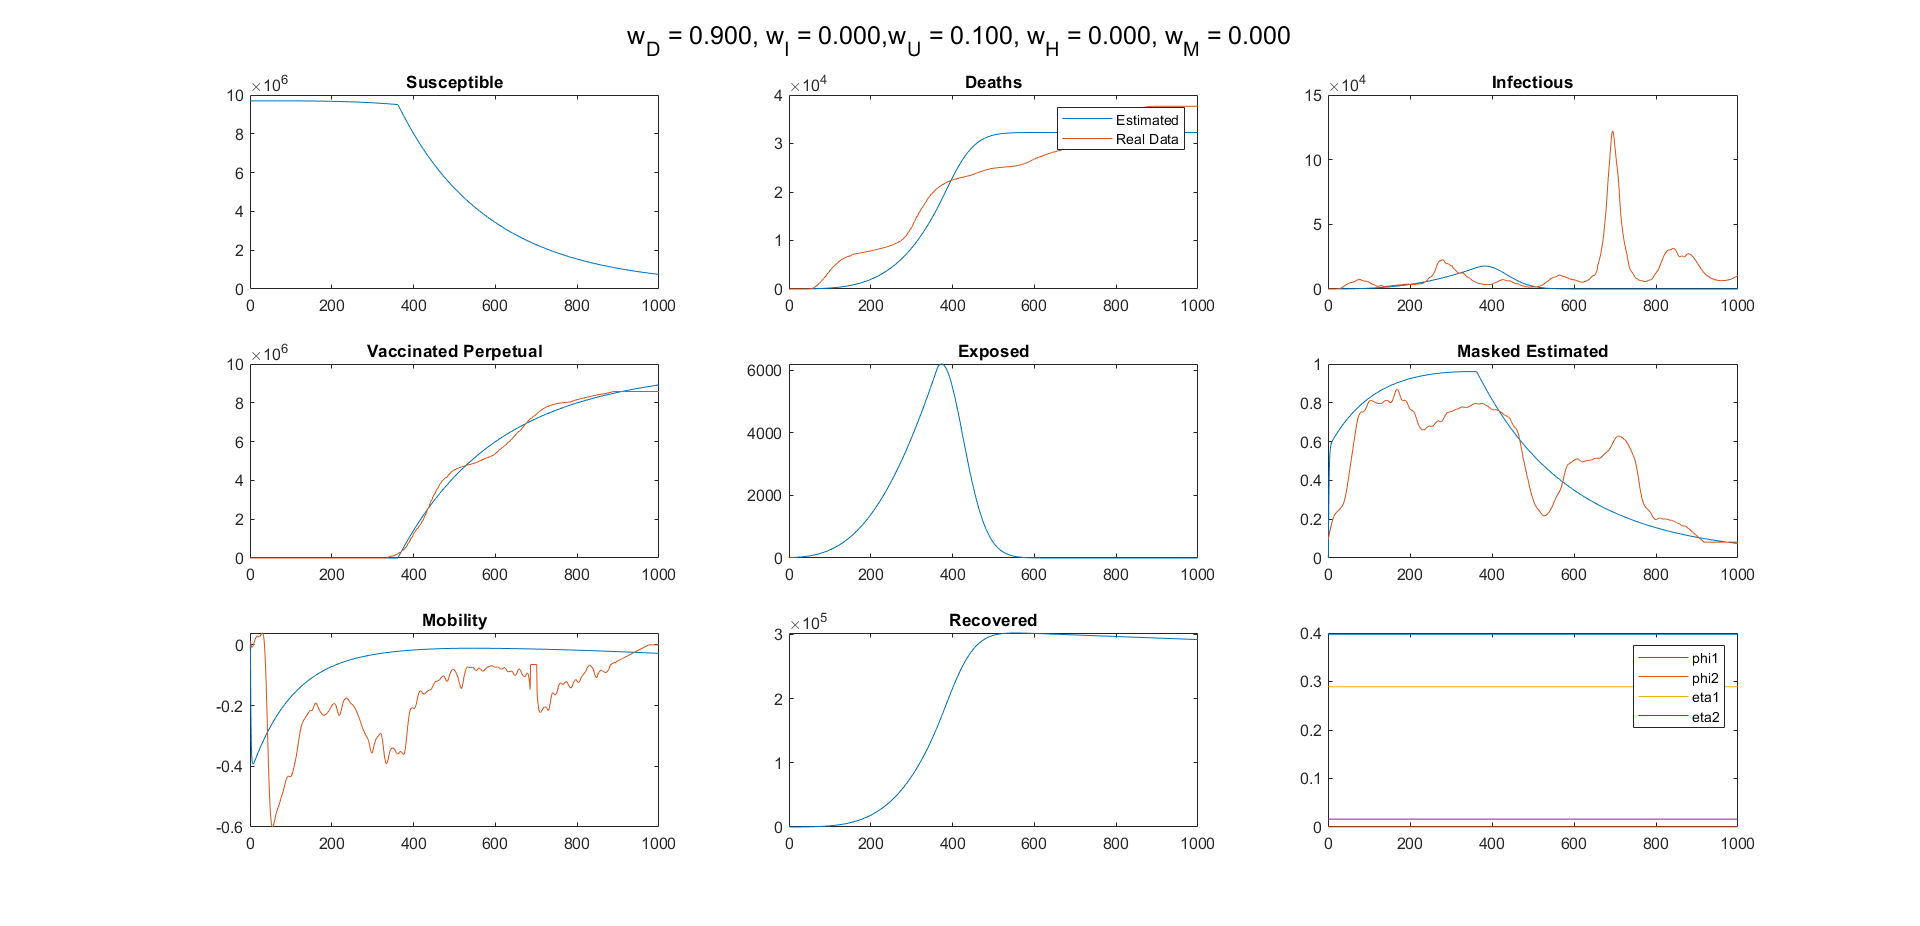 w_D = 0.900, w_I = 0.000,w_U = 0.100, w_H = 0.000, w_M = 0.000
Susceptible
×10^6
10
8
6
4
2
0
0 200 400 600 800 1000
Deaths
×10^4
4
3
2
1
0
0 200 400 600 800 1000
Estimated
Real Data
Infectious
×10^4
15
10
5
0
0 200 400 600 800 1000
Vaccinated Perpetual
×10^6
10
8
6
4
2
0
0 200 400 600 800 1000
Exposed
6000
4000
2000
0
0 200 400 600 800 1000
Masked Estimated
1
0.8
0.6
0.4
0.2
0
0 200 400 600 800 1000
Mobility
0
-0.2
-0.4
-0.6
0 200 400 600 800 1000
Recovered
×10^5
3
2
1
0
0 200 400 600 800 1000
0.4
0.3
0.2
0.1
0
0 200 400 600 800 1000
phi1
phi2
eta1
eta2